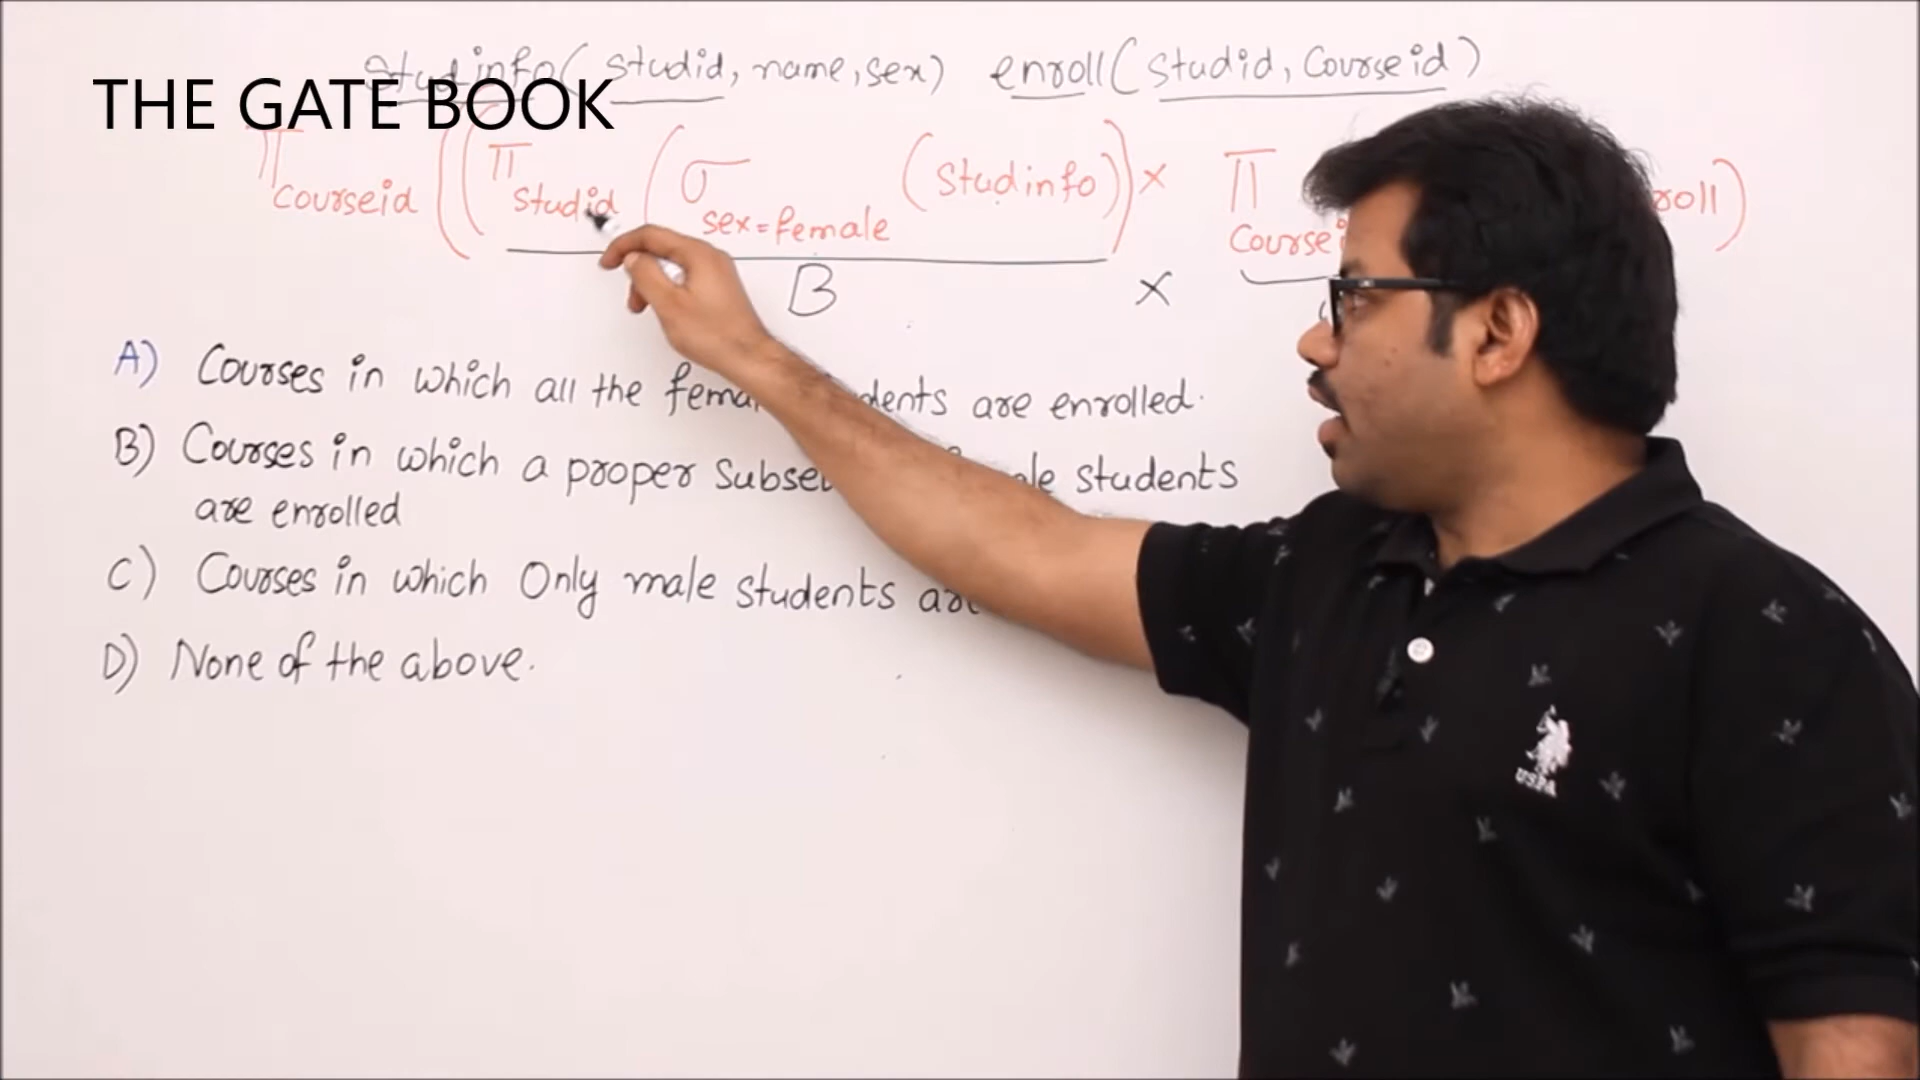 studinfo( studid, name, sex) enroll( studid, Courseid )
THE GATE BOOK
π courseid ( ( π studid ( σ sex=female ( studinfo ) ) × π Course roll )
B ×
A) Courses in which all the dents are enrolled.
B) Courses in which a proper students
are enrolled
C) Courses in which Only male students
D) None of the above.
USPA